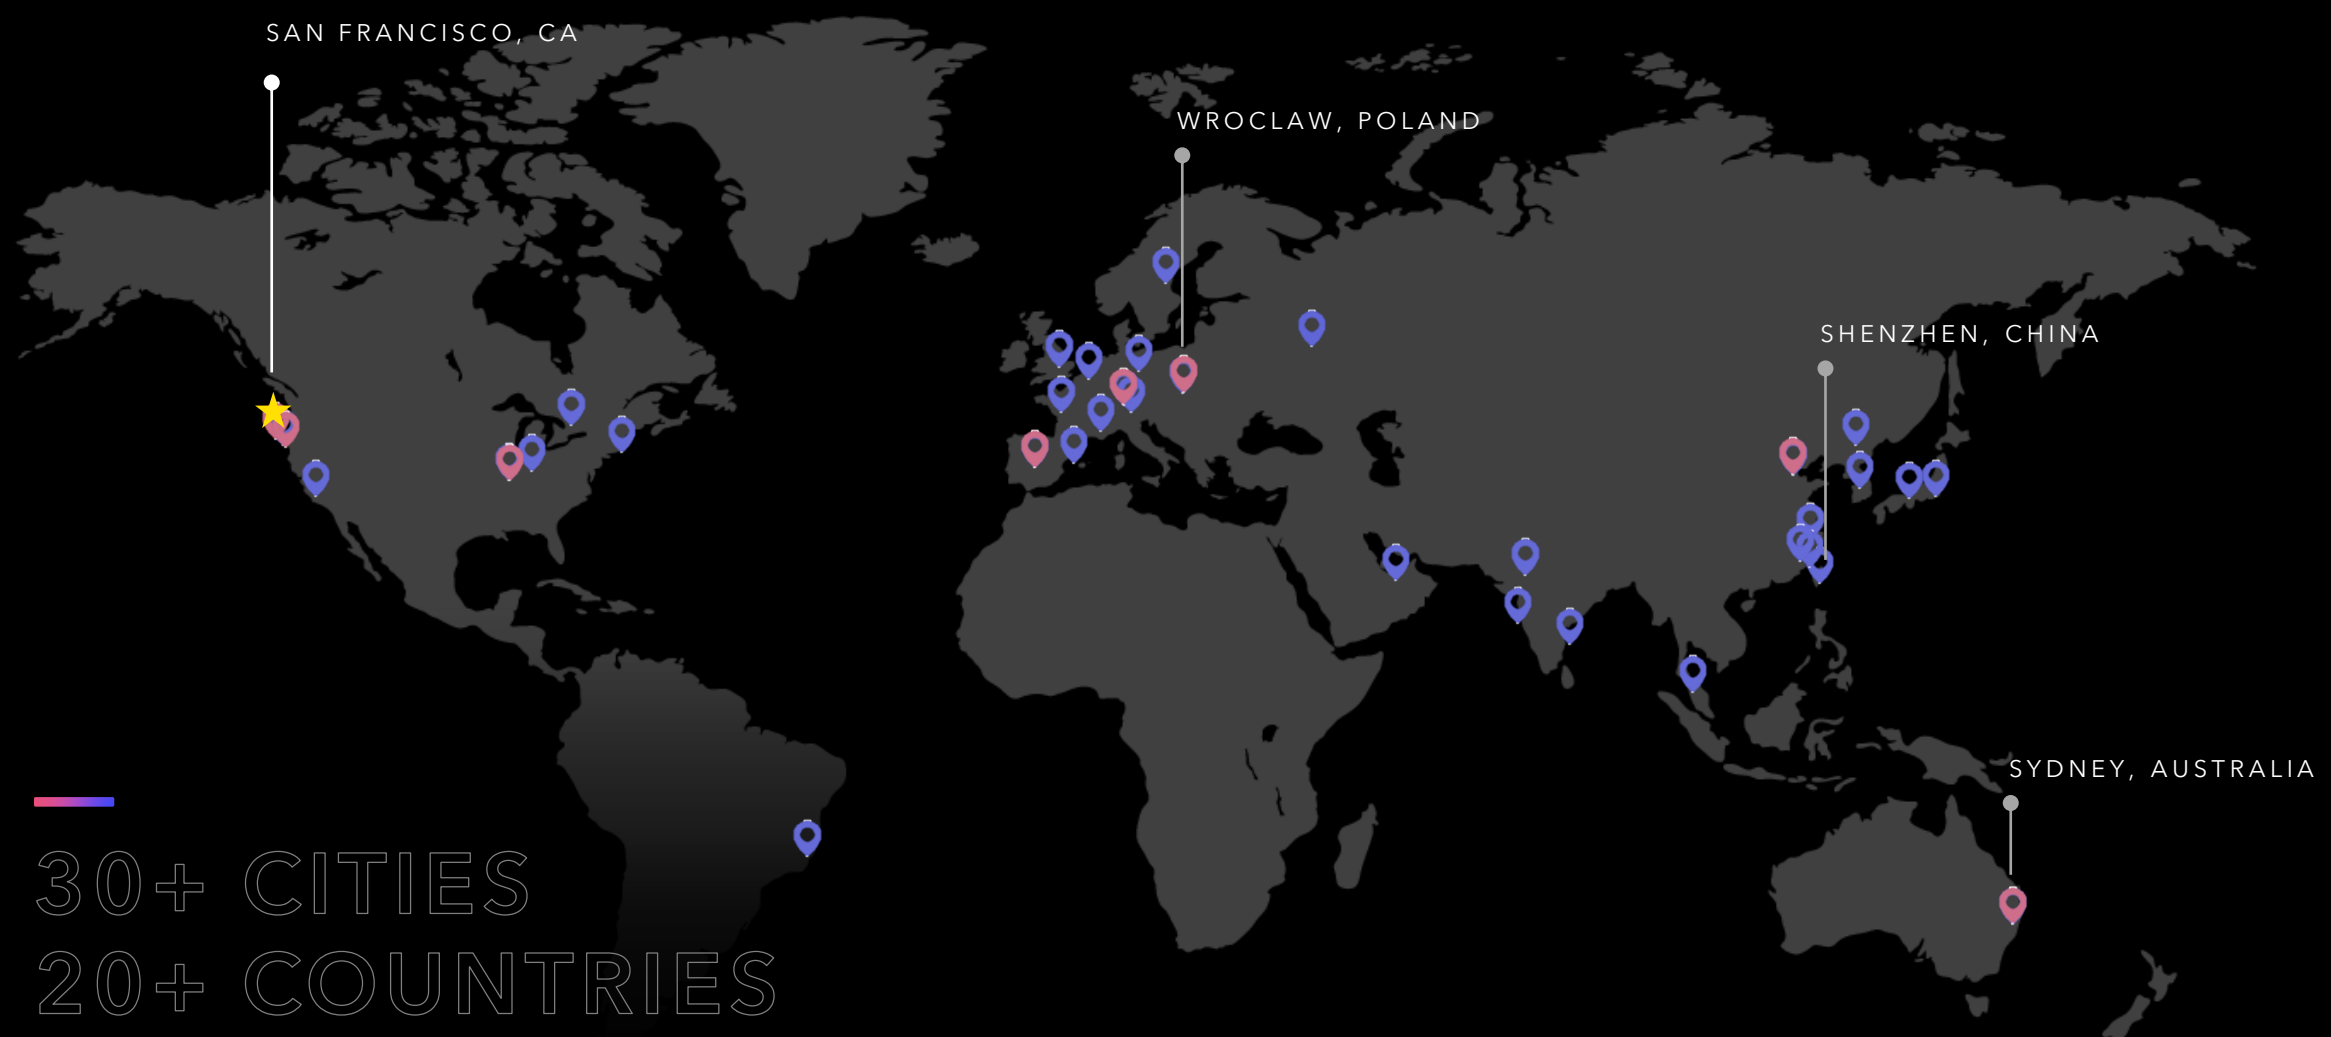 SAN FRANCISCO, CA
WROCLAW, POLAND
SHENZHEN, CHINA
SYDNEY, AUSTRALIA
30+ CITIES
20+ COUNTRIES